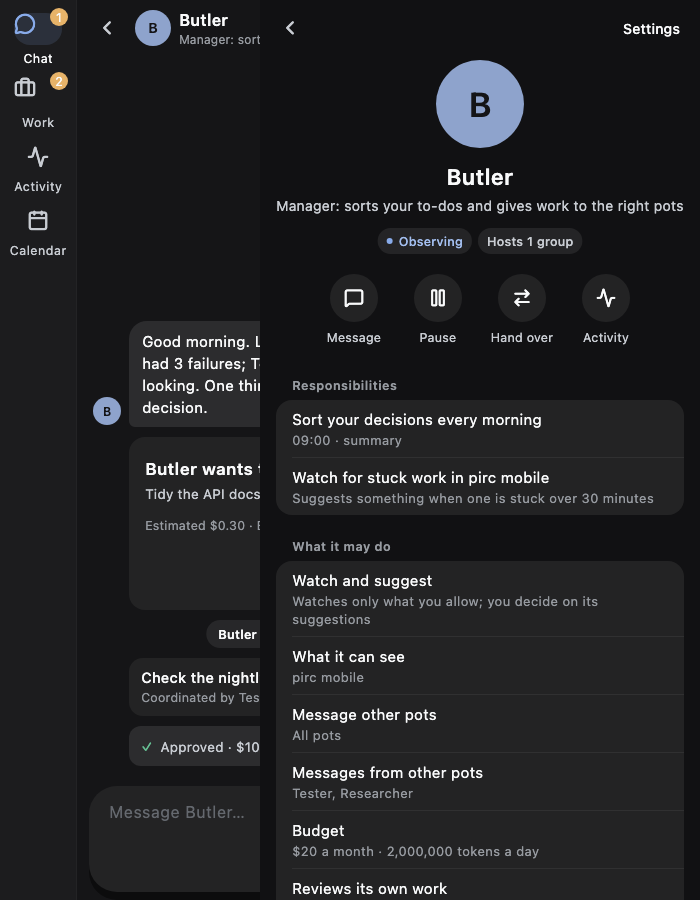 1
Chat
2
Work
Activity
Calendar
B
Butler
Manager: sort
Good morning. L
had 3 failures; T
looking. One thin
decision.
B
Butler wants t
Tidy the API docs
Estimated $0.30 ·
Butler
Check the nightl
Coordinated by Tes
Approved · $10
Message Butler...
Settings
B
Butler
Manager: sorts your to-dos and gives work to the right pots
Observing
Hosts 1 group
Message
Pause
Hand over
Activity
Responsibilities
Sort your decisions every morning
09:00 · summary
Watch for stuck work in pirc mobile
Suggests something when one is stuck over 30 minutes
What it may do
Watch and suggest
Watches only what you allow; you decide on its
suggestions
What it can see
pirc mobile
Message other pots
All pots
Messages from other pots
Tester, Researcher
Budget
$20 a month · 2,000,000 tokens a day
Reviews its own work